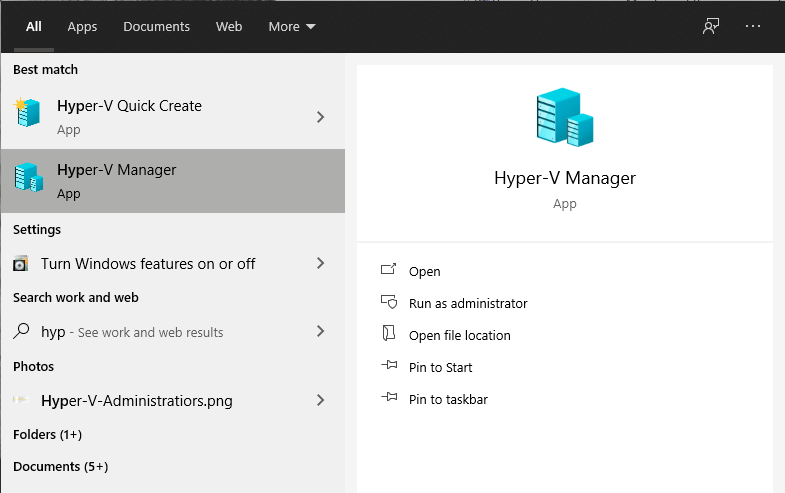 All Apps Documents Web More
Best match
Hyper-V Quick Create
App
Hyper-V Manager
App
Settings
Turn Windows features on or off
Search work and web
hyp - See work and web results
Photos
Hyper-V-Administratiors.png
Folders (1+)
Documents (5+)
Hyper-V Manager
App
Open
Run as administrator
Open file location
Pin to Start
Pin to taskbar